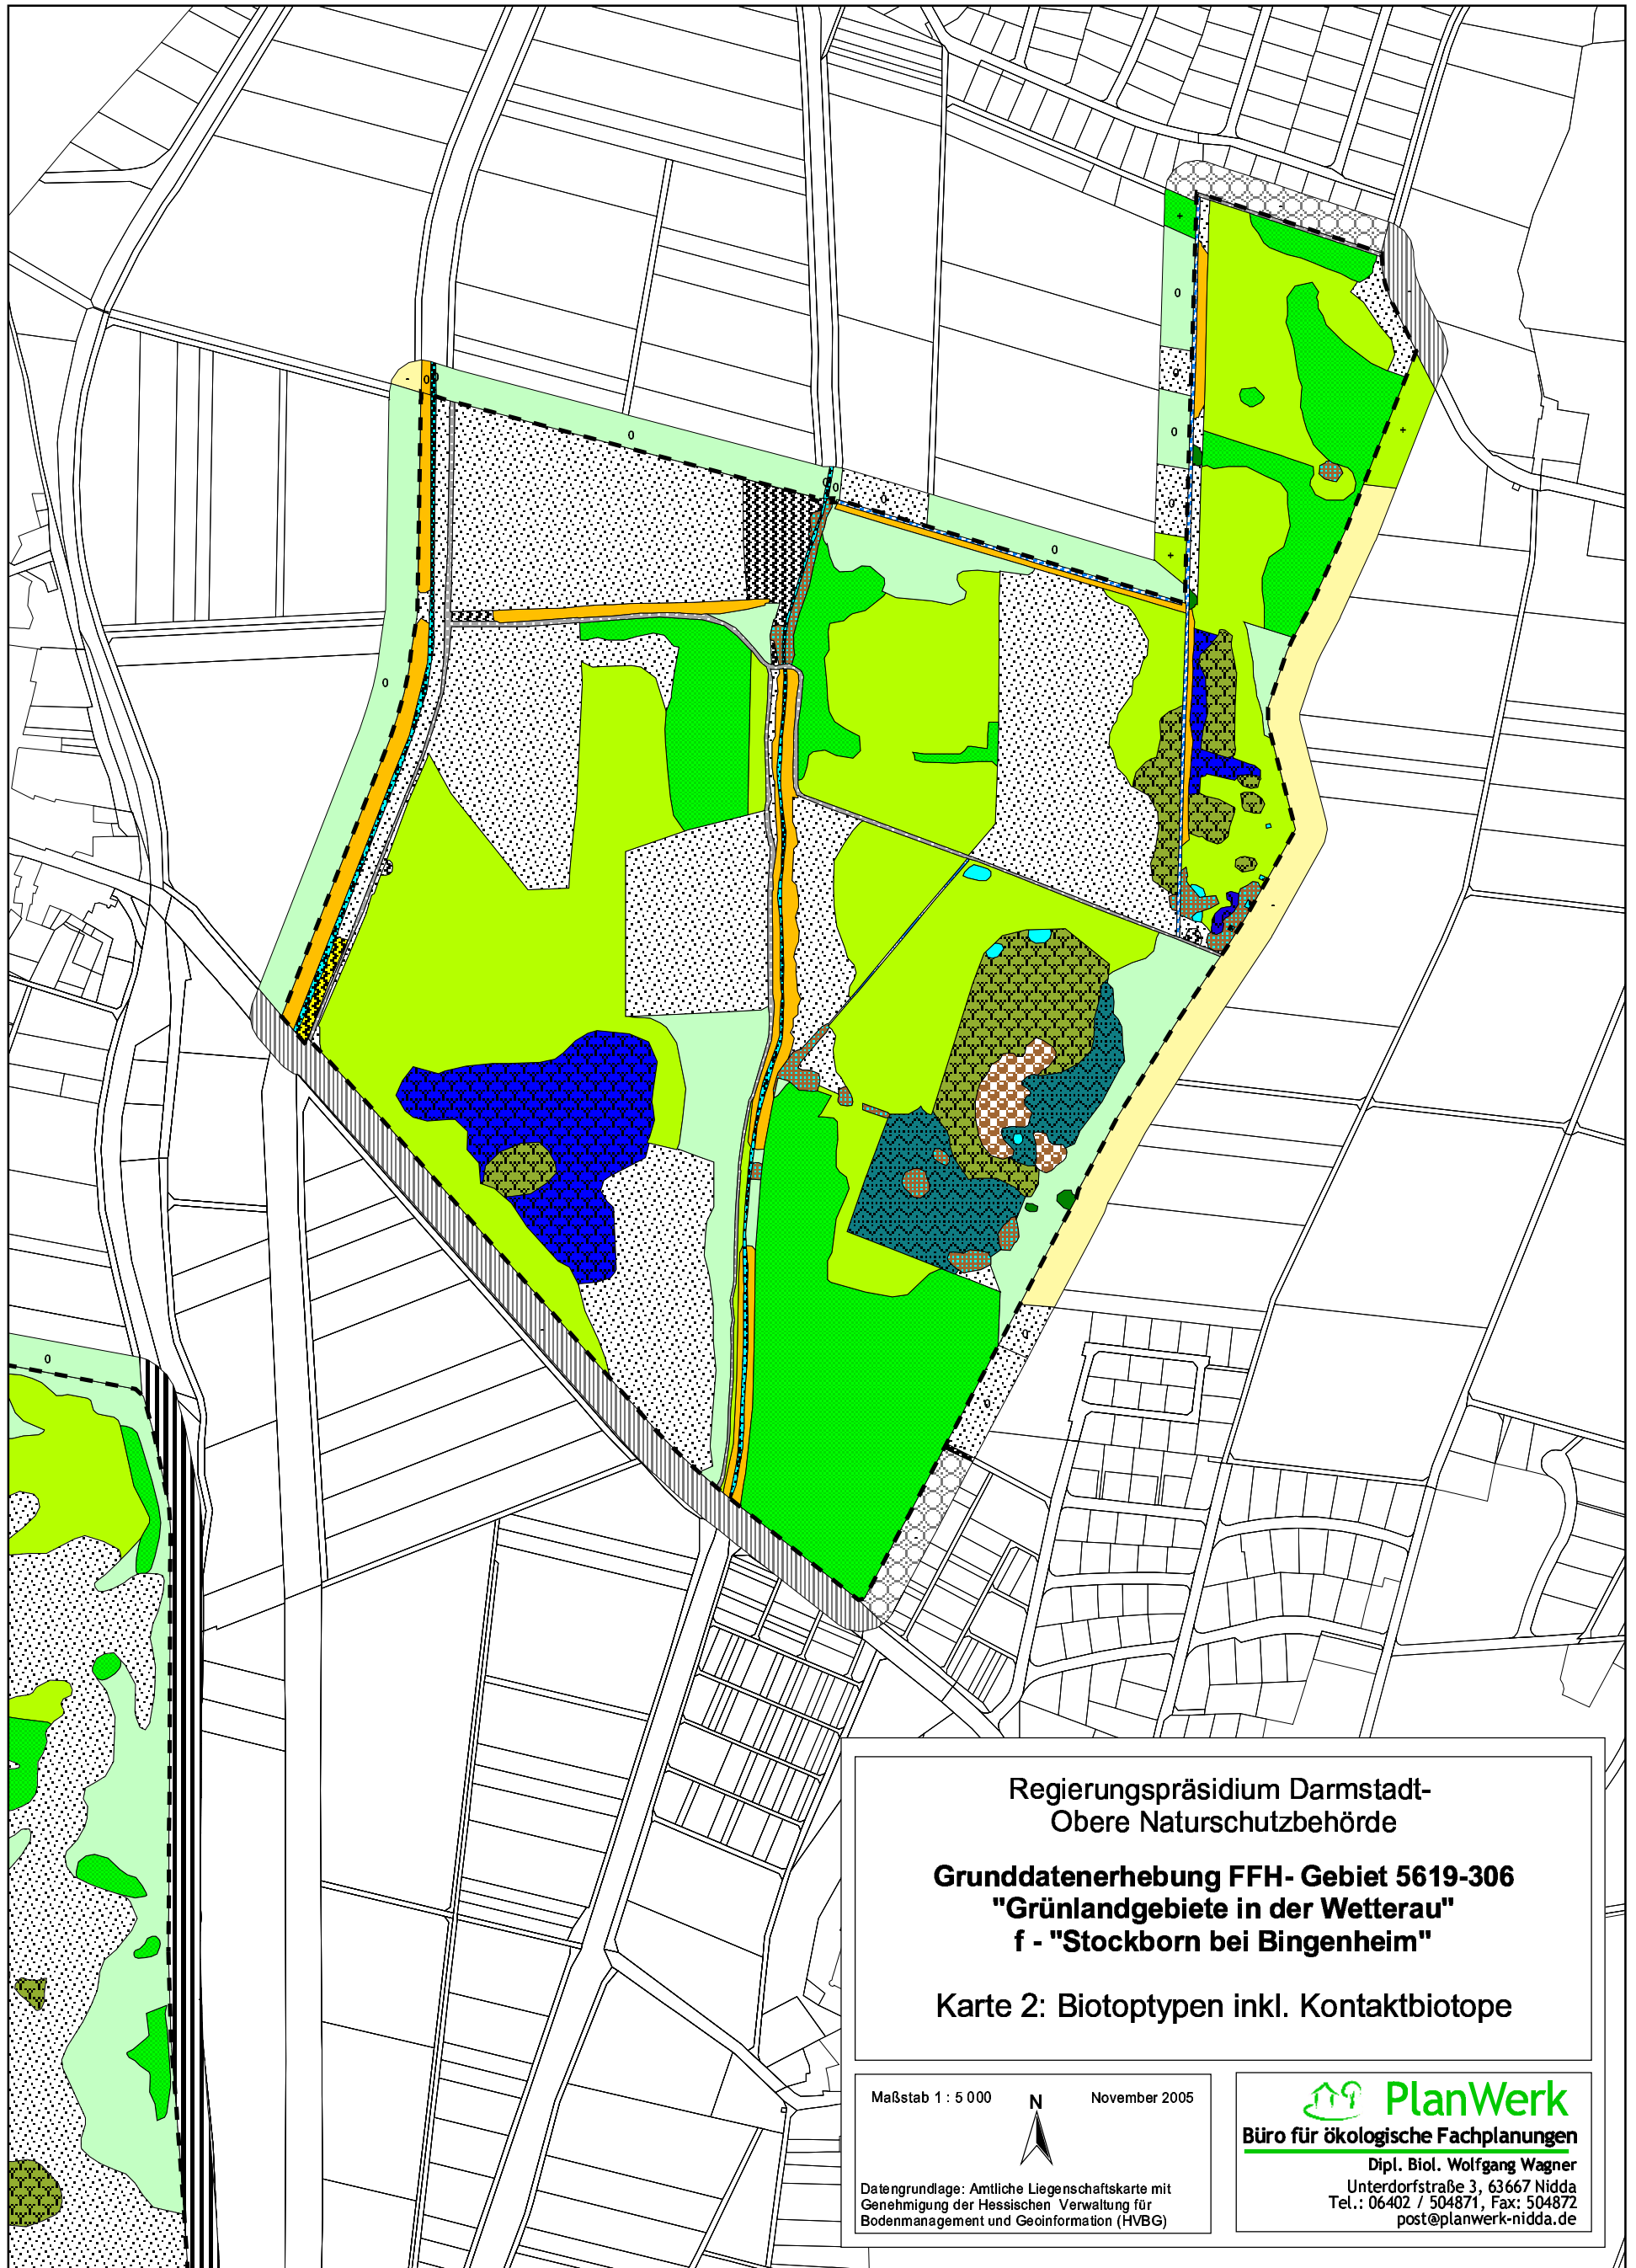 Regierungspräsidium Darmstadt-
Obere Naturschutzbehörde
Grunddatenerhebung FFH- Gebiet 5619-306
"Grünlandgebiete in der Wetterau"
f - "Stockborn bei Bingenheim"
Karte 2: Biotoptypen inkl. Kontaktbiotope
Maßstab 1 : 5 000
N
November 2005
Datengrundlage: Amtliche Liegenschaftskarte mit
Genehmigung der Hessischen Verwaltung für
Bodenmanagement und Geoinformation (HVBG)
PlanWerk
Büro für ökologische Fachplanungen
Dipl. Biol. Wolfgang Wagner
Unterdorfstraße 3, 63667 Nidda
Tel.: 06402 / 504871, Fax: 504872
post@planwerk-nidda.de